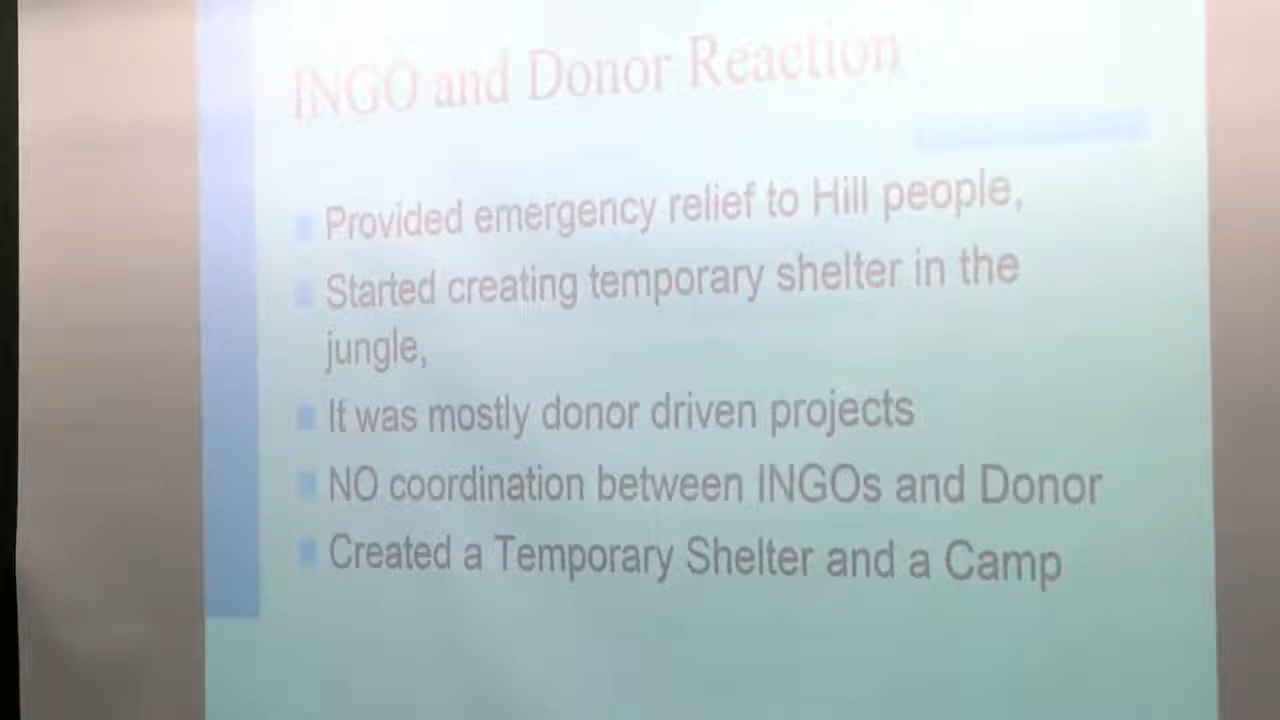 INGO and Donor Reaction
Provided emergency relief to Hill people,
Started creating temporary shelter in the
jungle,
It was mostly donor driven projects
NO coordination between INGOs and Donor
Created a Temporary Shelter and a Camp